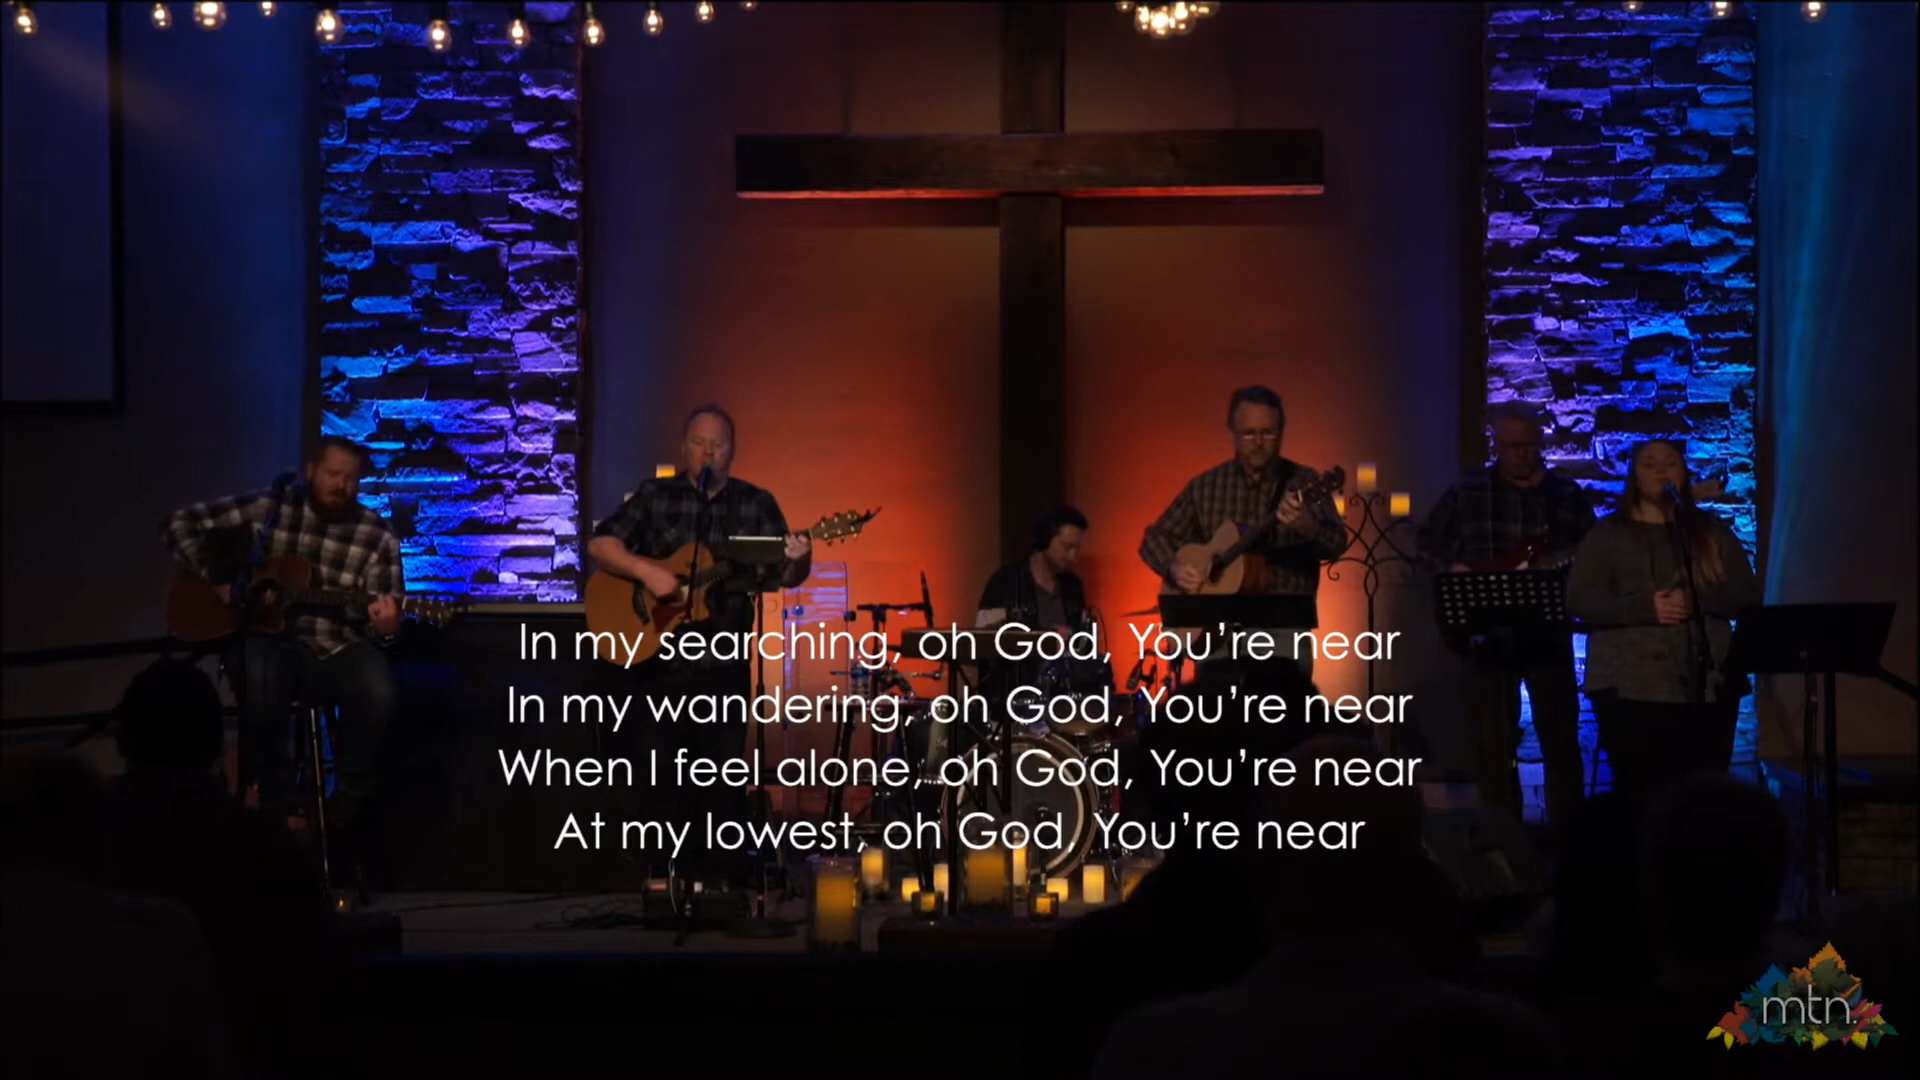 In my searching, oh God, You’re near
In my wandering, oh God, You’re near
When I feel alone, oh God, You’re near
At my lowest, oh God, You’re near
mtn.